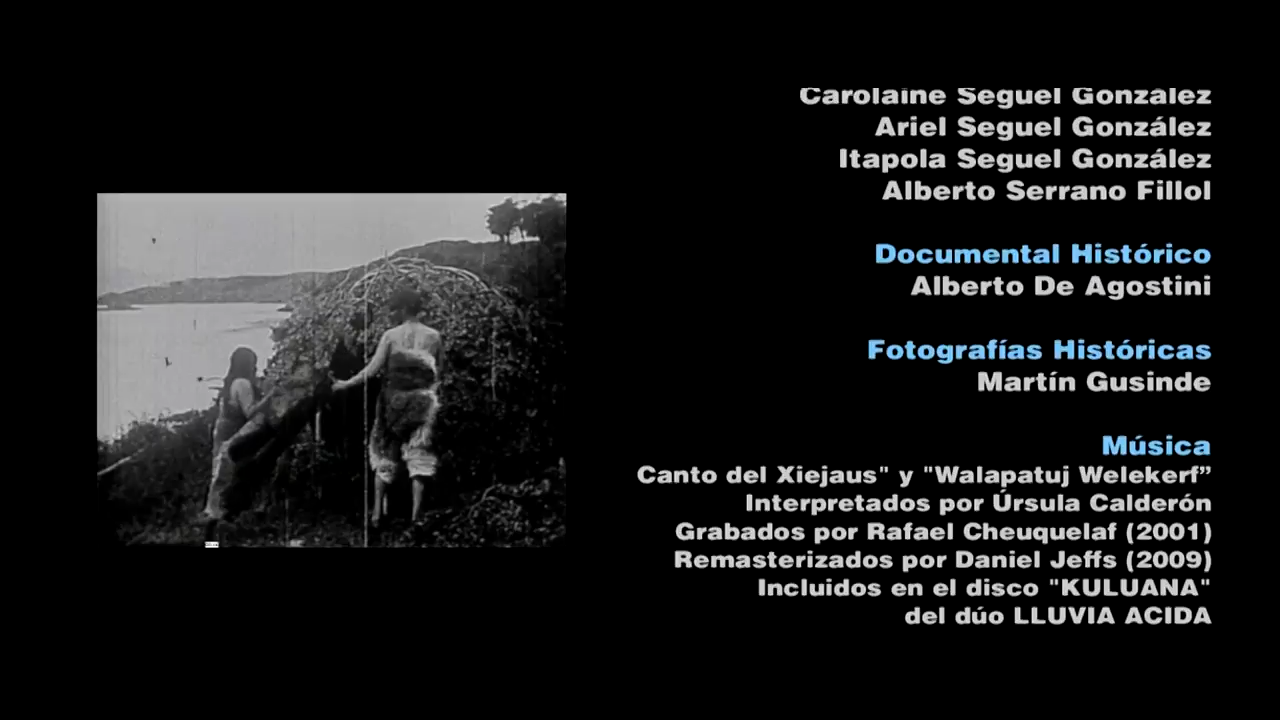 Carolaine Seguel González
Ariel Seguel González
Itapola Seguel González
Alberto Serrano Fillol
Documental Histórico
Alberto De Agostini
Fotografías Históricas
Martín Gusinde
Música
Canto del Xiejaus" y "Walapatuj Welekerf”
Interpretados por Úrsula Calderón
Grabados por Rafael Cheuquelaf (2001)
Remasterizados por Daniel Jeffs (2009)
Incluidos en el disco "KULUANA"
del dúo LLUVIA ACIDA